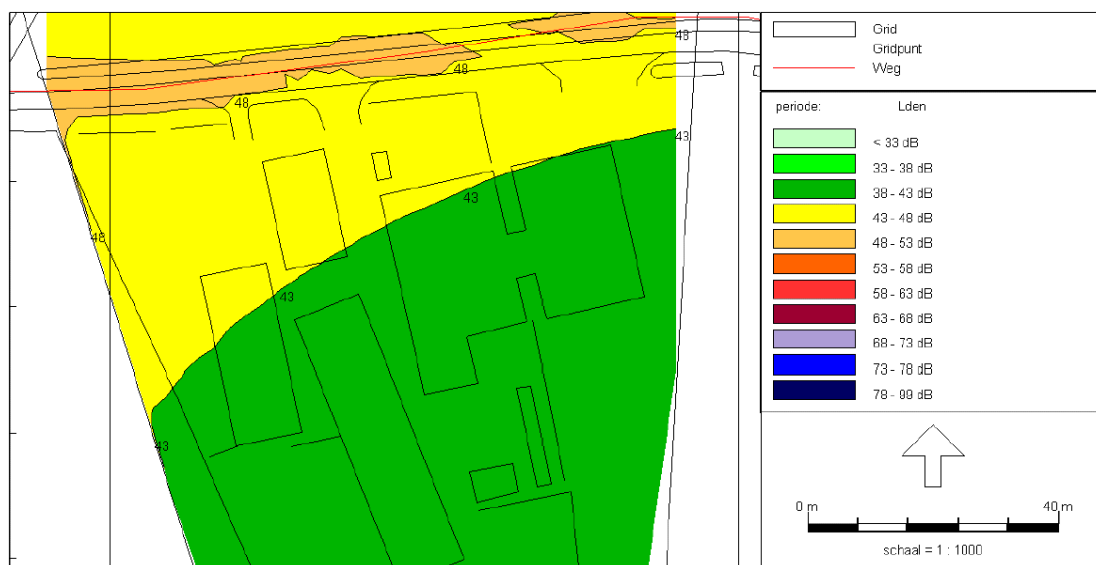 48
48
48
43
43
48
43
43
Grid
Gridpunt
Weg
periode: Lden
< 33 dB
33 - 38 dB
38 - 43 dB
43 - 48 dB
48 - 53 dB
53 - 58 dB
58 - 63 dB
63 - 68 dB
68 - 73 dB
73 - 78 dB
78 - 99 dB
0 m 40 m
schaal = 1 : 1000